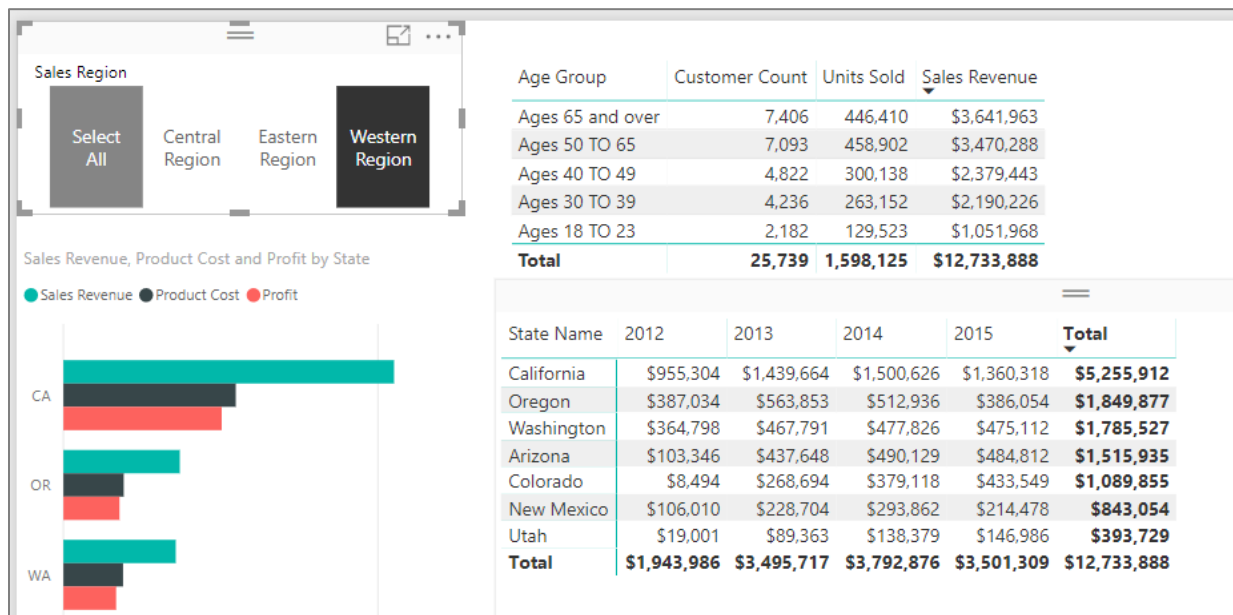 Sales Region
Select All
Central Region
Eastern Region
Western Region
Age Group Customer Count Units Sold Sales Revenue
Ages 65 and over 7,406 446,410 $3,641,963
Ages 50 TO 65 7,093 458,902 $3,470,288
Ages 40 TO 49 4,822 300,138 $2,379,443
Ages 30 TO 39 4,236 263,152 $2,190,226
Ages 18 TO 23 2,182 129,523 $1,051,968
Total 25,739 1,598,125 $12,733,888
Sales Revenue, Product Cost and Profit by State
Sales Revenue Product Cost Profit
CA
OR
WA
State Name 2012 2013 2014 2015 Total
California $955,304 $1,439,664 $1,500,626 $1,360,318 $5,255,912
Oregon $387,034 $563,853 $512,936 $386,054 $1,849,877
Washington $364,798 $467,791 $477,826 $475,112 $1,785,527
Arizona $103,346 $437,648 $490,129 $484,812 $1,515,935
Colorado $8,494 $268,694 $379,118 $433,549 $1,089,855
New Mexico $106,010 $228,704 $293,862 $214,478 $843,054
Utah $19,001 $89,363 $138,379 $146,986 $393,729
Total $1,943,986 $3,495,717 $3,792,876 $3,501,309 $12,733,888